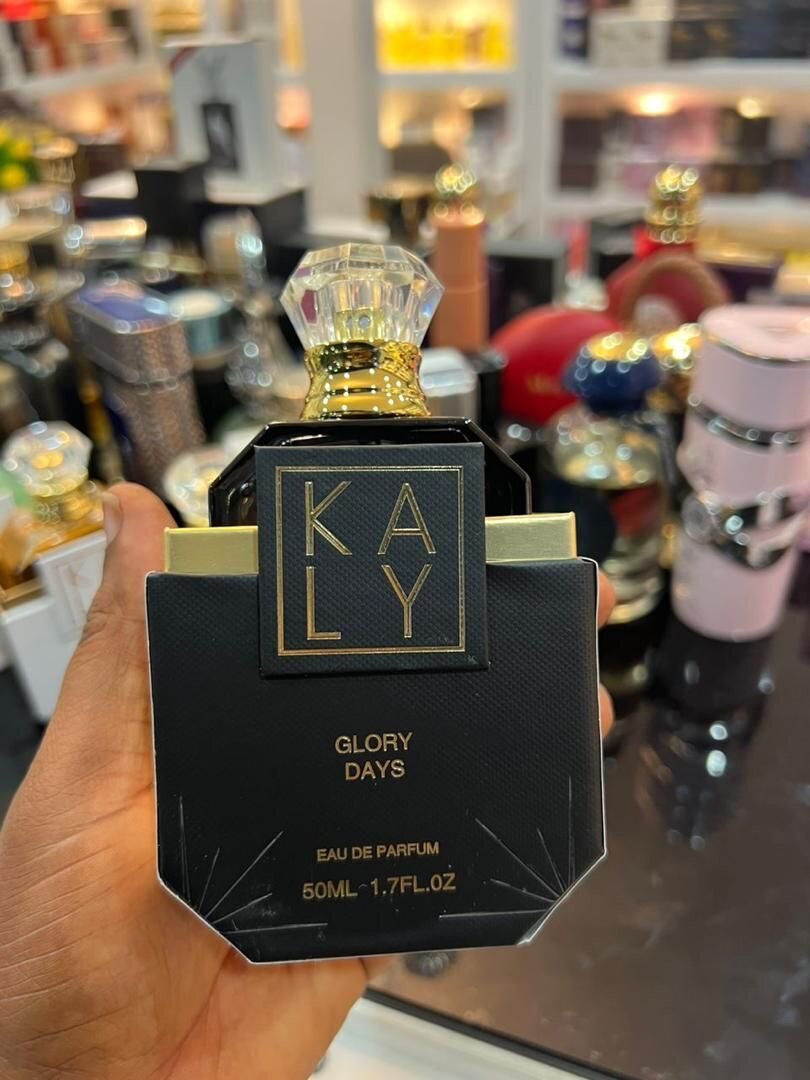 KA
LY
GLORY
DAYS
EAU DE PARFUM
50ML 1.7FL.OZ